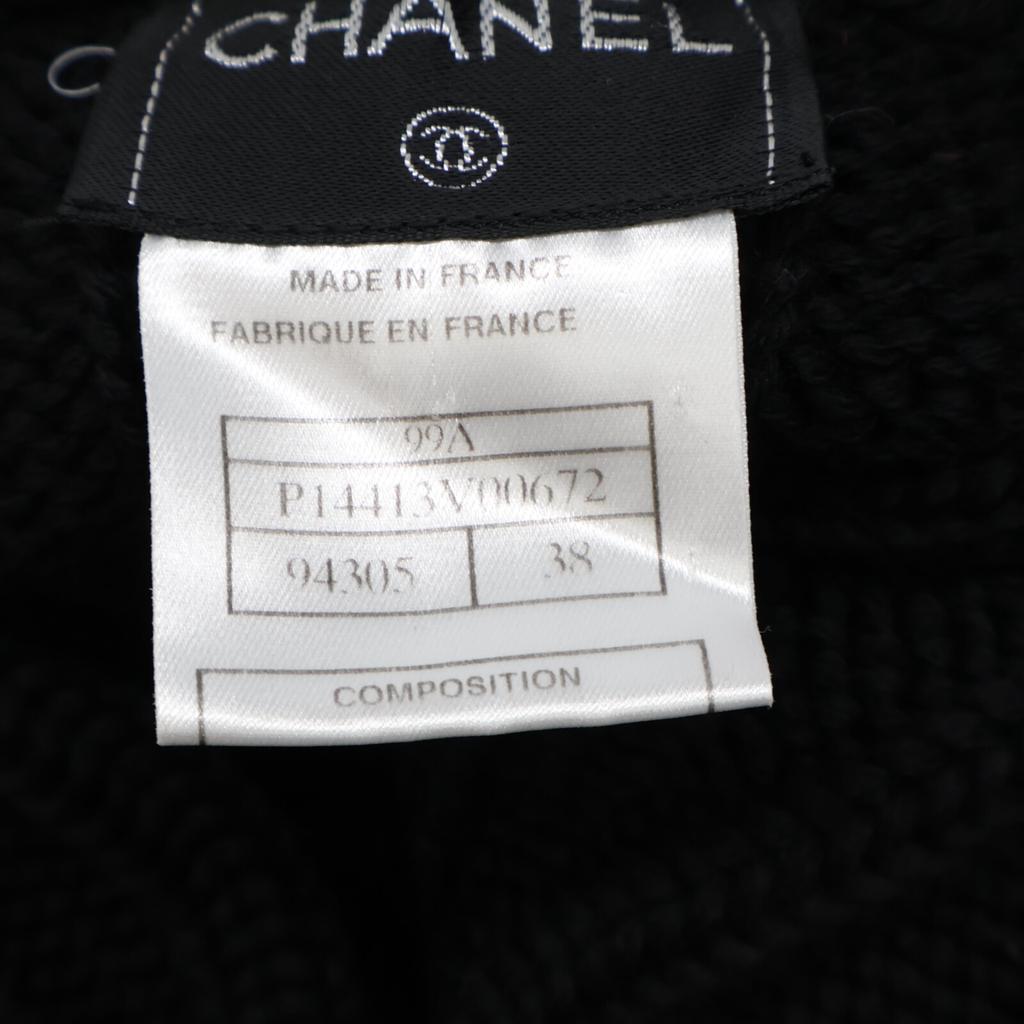 CHANEL
MADE IN FRANCE
FABRIQUE EN FRANCE
99A
P14413V00672
94305 38
COMPOSITION